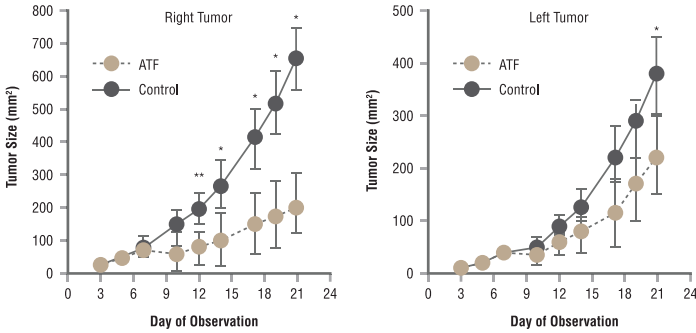 Right Tumor
Tumor Size (mm²)
800
700
600
500
400
300
200
100
0
ATF
Control
**
*
*
*
*
0 3 6 9 12 15 18 21 24
Day of Observation
Left Tumor
Tumor Size (mm²)
500
400
300
200
100
0
ATF
Control
*
0 3 6 9 12 15 18 21 24
Day of Observation